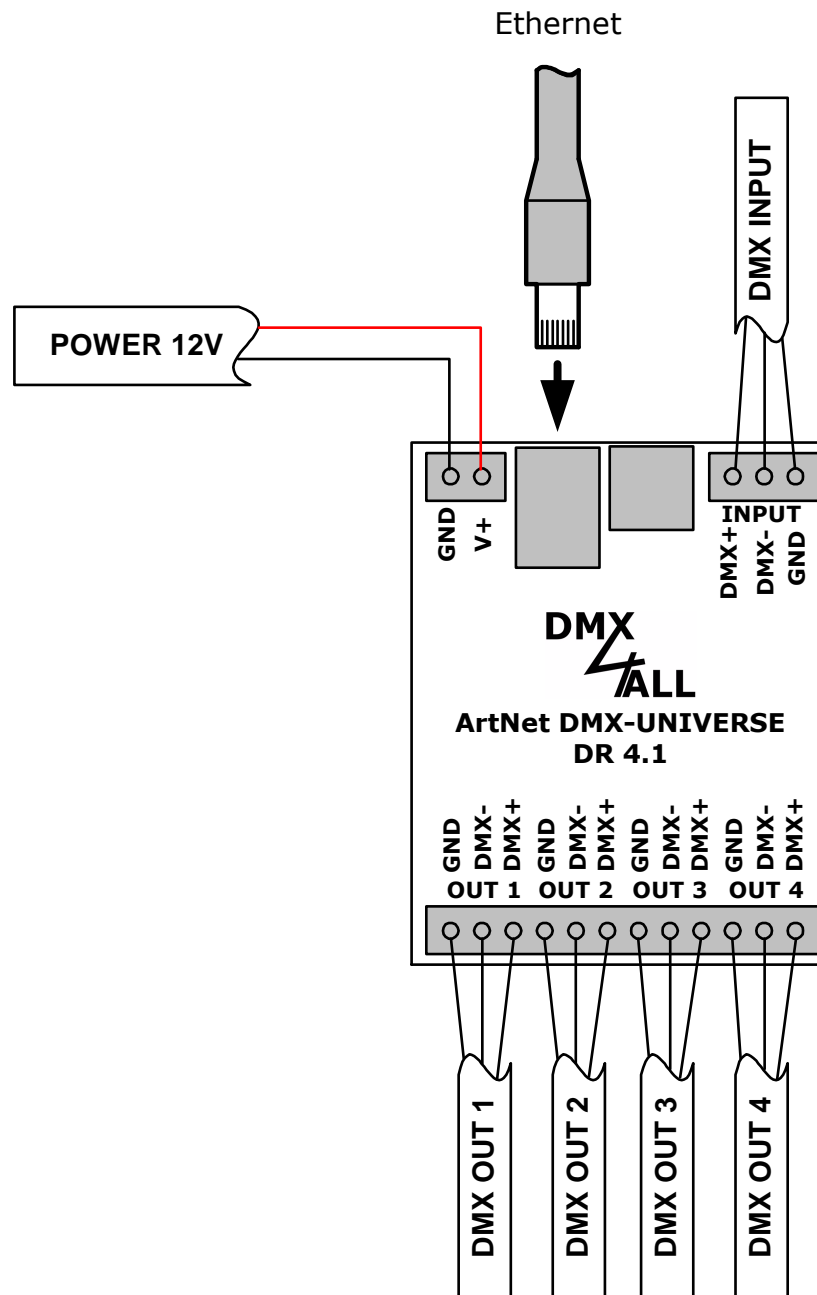 Ethernet
DMX INPUT
POWER 12V
GND
V+
INPUT
DMX+
DMX-
GND
DMX
4
ALL
ArtNet DMX-UNIVERSE
DR 4.1
GND
DMX-
DMX+
GND
DMX-
DMX+
GND
DMX-
DMX+
GND
DMX-
DMX+
OUT 1
OUT 2
OUT 3
OUT 4
DMX OUT 1
DMX OUT 2
DMX OUT 3
DMX OUT 4